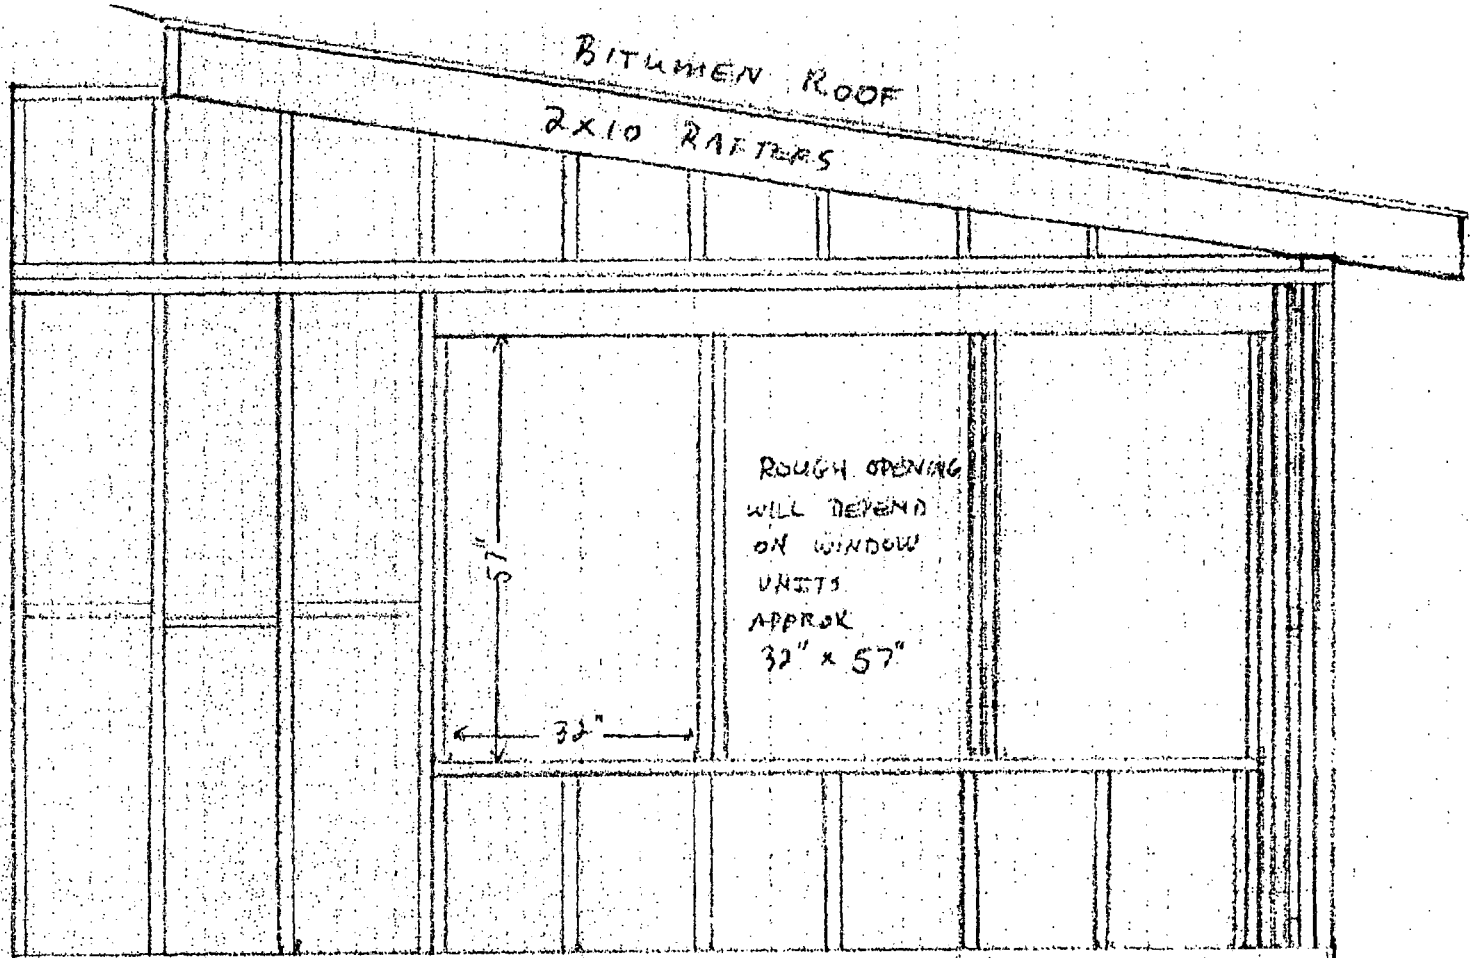 BITUMEN ROOF
2X10 RAFTERS
57"
32"
ROUGH OPENING
WILL DEPEND
ON WINDOW
UNITS
APPROX
32" x 57"